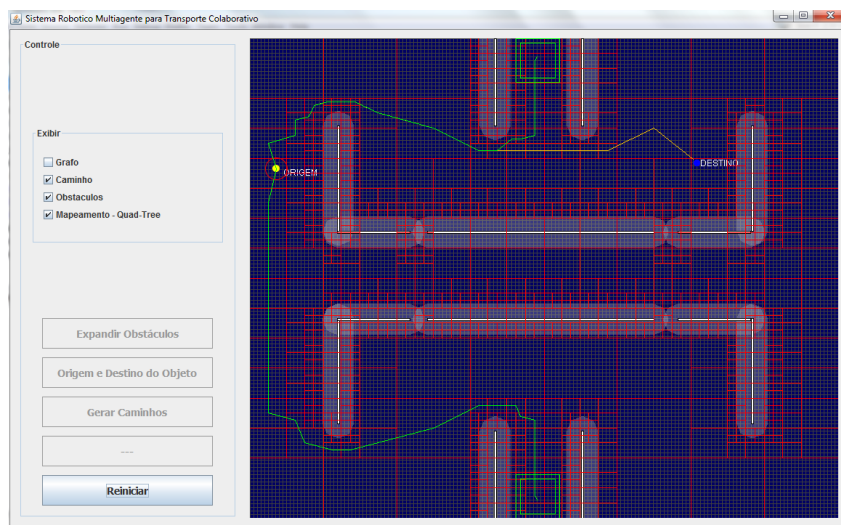 Sistema Robotico Multiagente para Transporte Colaborativo
Controle
Exibir
Grafo
Caminho
Obstaculos
Mapeamento - Quad-Tree
Expandir Obstáculos
Origem e Destino do Objeto
Gerar Caminhos
---
Reiniciar
ORIGEM
DESTINO